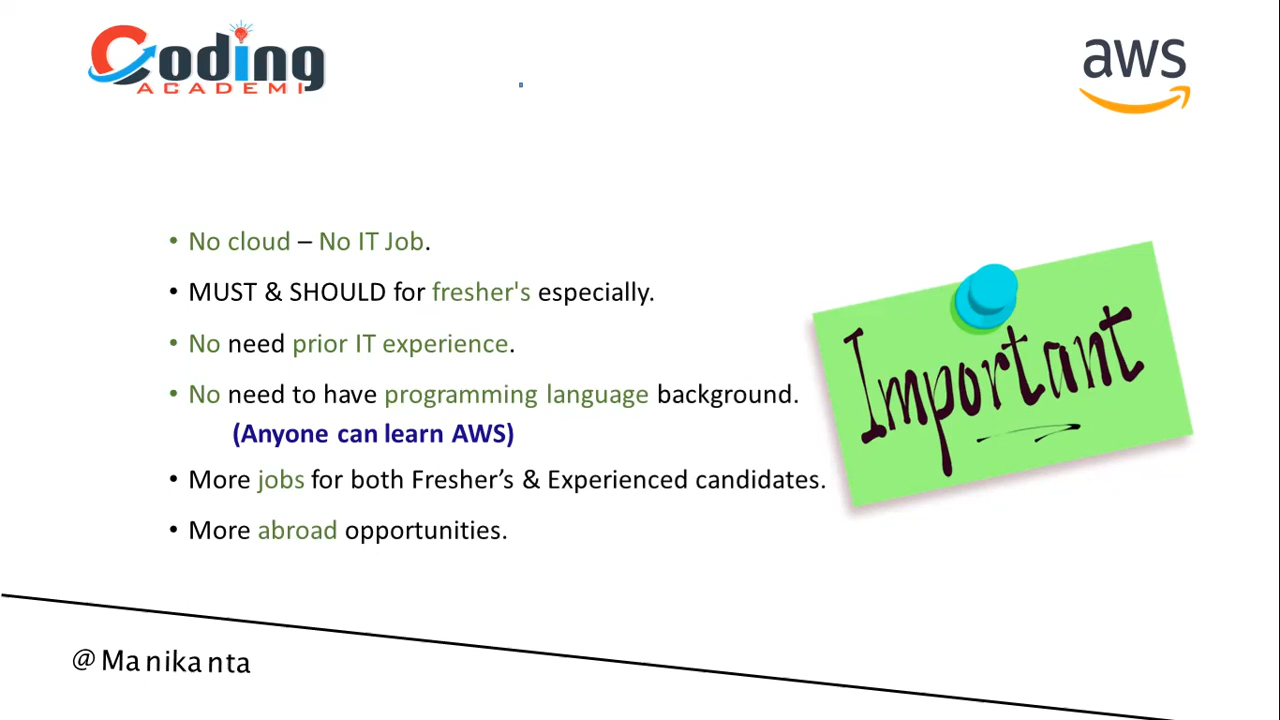 Coding
ACADEMI
aws
• No cloud – No IT Job.
• MUST & SHOULD for fresher's especially.
• No need prior IT experience.
• No need to have programming language background.
(Anyone can learn AWS)
• More jobs for both Fresher’s & Experienced candidates.
• More abroad opportunities.
Important
@Manikanta